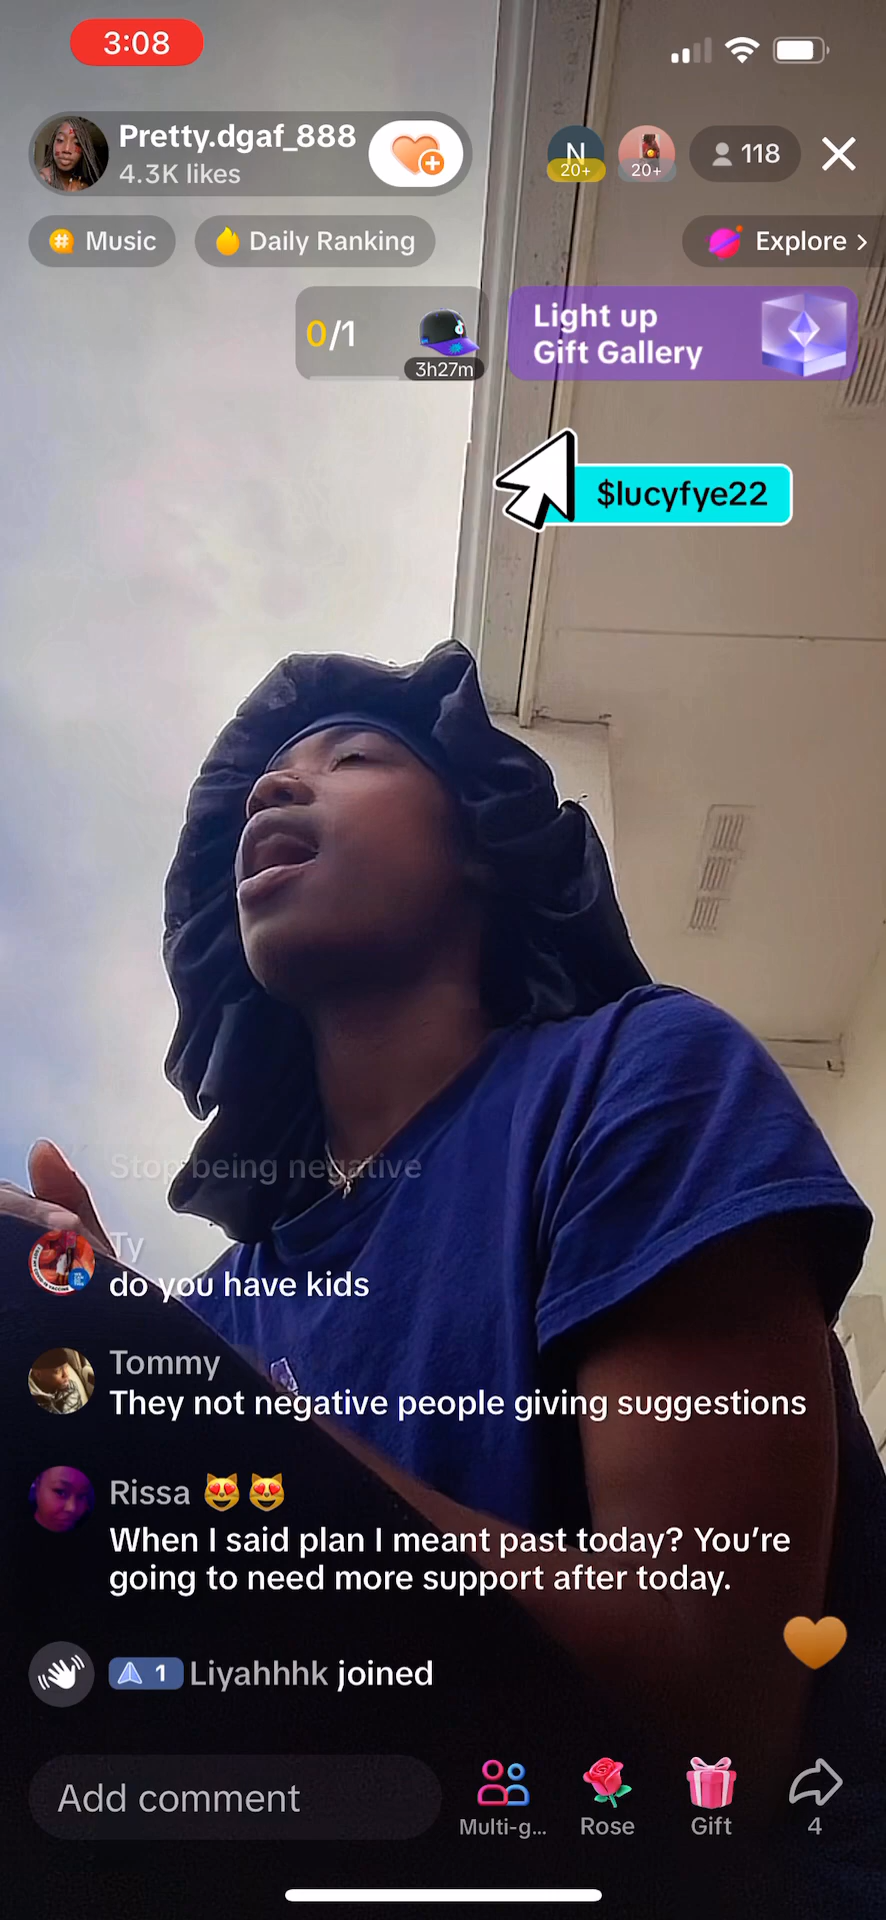 3:08
Pretty.dgaf_888
4.3K likes
N
20+
20+
118
Music
Daily Ranking
Explore >
0/1
3h27m
Light up
Gift Gallery
$lucyfye22
Stop being negative
Ty
do you have kids
Tommy
They not negative people giving suggestions
Rissa 😻 😻
When I said plan I meant past today? You're
going to need more support after today.
1 Liyahhhk joined
Add comment
Multi-g...
Rose
Gift
4